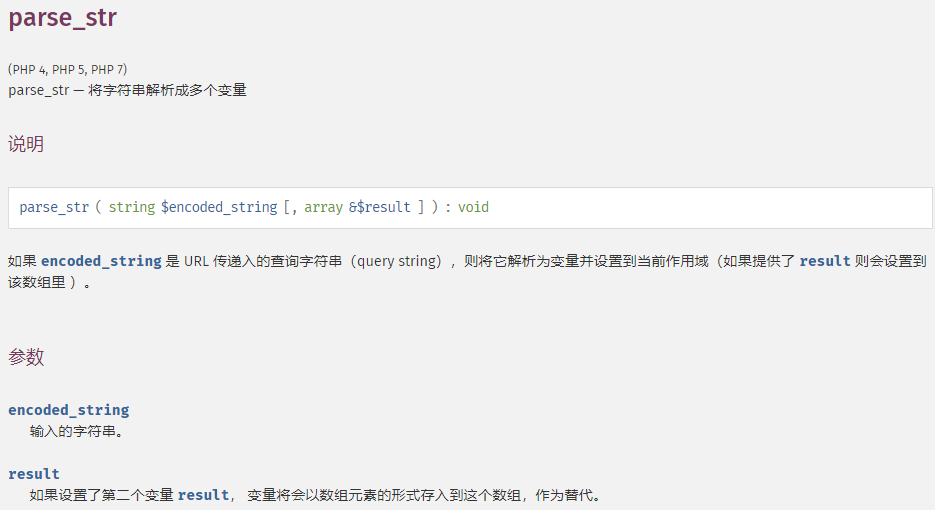 parse_str
(PHP 4, PHP 5, PHP 7)
parse_str — 将字符串解析成多个变量
说明
parse_str ( string $encoded_string [, array &$result ] ) : void
如果 encoded_string 是 URL 传递入的查询字符串（query string），则将它解析为变量并设置到当前作用域（如果提供了 result 则会设置到
该数组里 ）。
参数
encoded_string
输入的字符串。
result
如果设置了第二个变量 result， 变量将会以数组元素的形式存入到这个数组，作为替代。